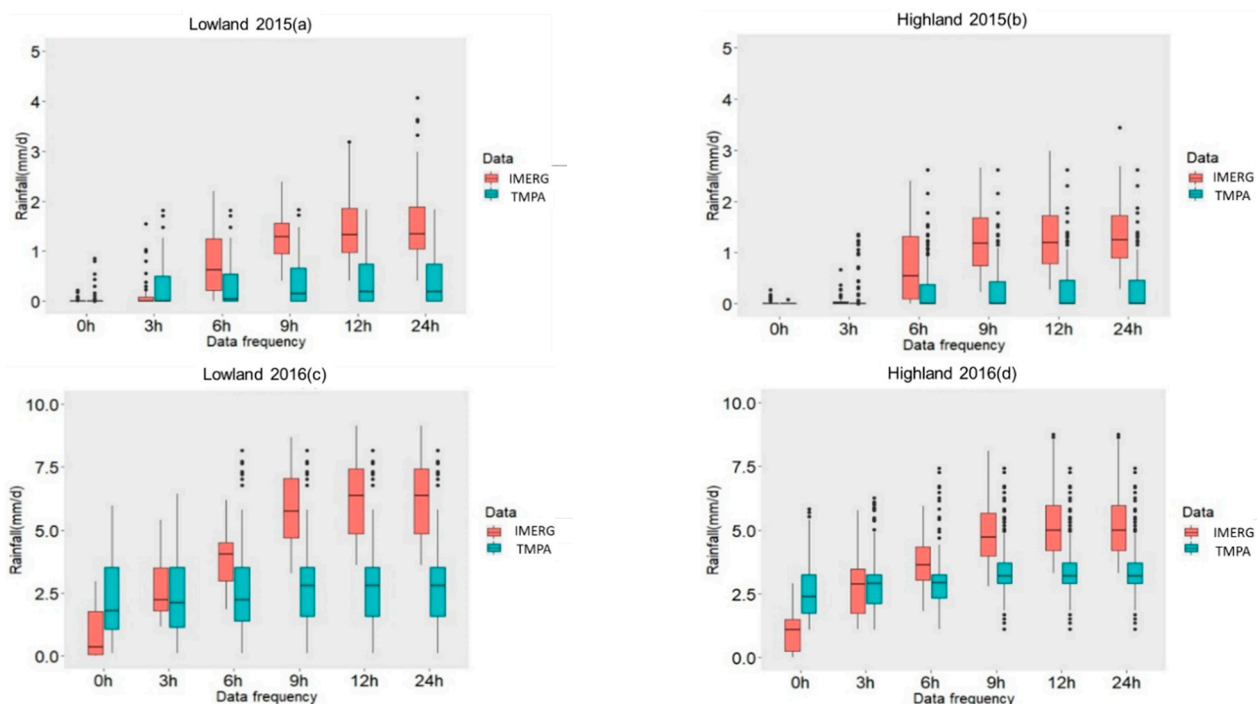 Lowland 2015(a)
Rainfall(mm/d)
5
4
3
2
1
0
0h 3h 6h 9h 12h 24h
Data frequency
Data
IMERG
TMPA
Highland 2015(b)
Rainfall(mm/d)
5
4
3
2
1
0
0h 3h 6h 9h 12h 24h
Data frequency
Data
IMERG
TMPA
Lowland 2016(c)
Rainfall(mm/d)
10.0
7.5
5.0
2.5
0.0
0h 3h 6h 9h 12h 24h
Data frequency
Data
IMERG
TMPA
Highland 2016(d)
Rainfall(mm/d)
10.0
7.5
5.0
2.5
0.0
0h 3h 6h 9h 12h 24h
Data frequency
Data
IMERG
TMPA